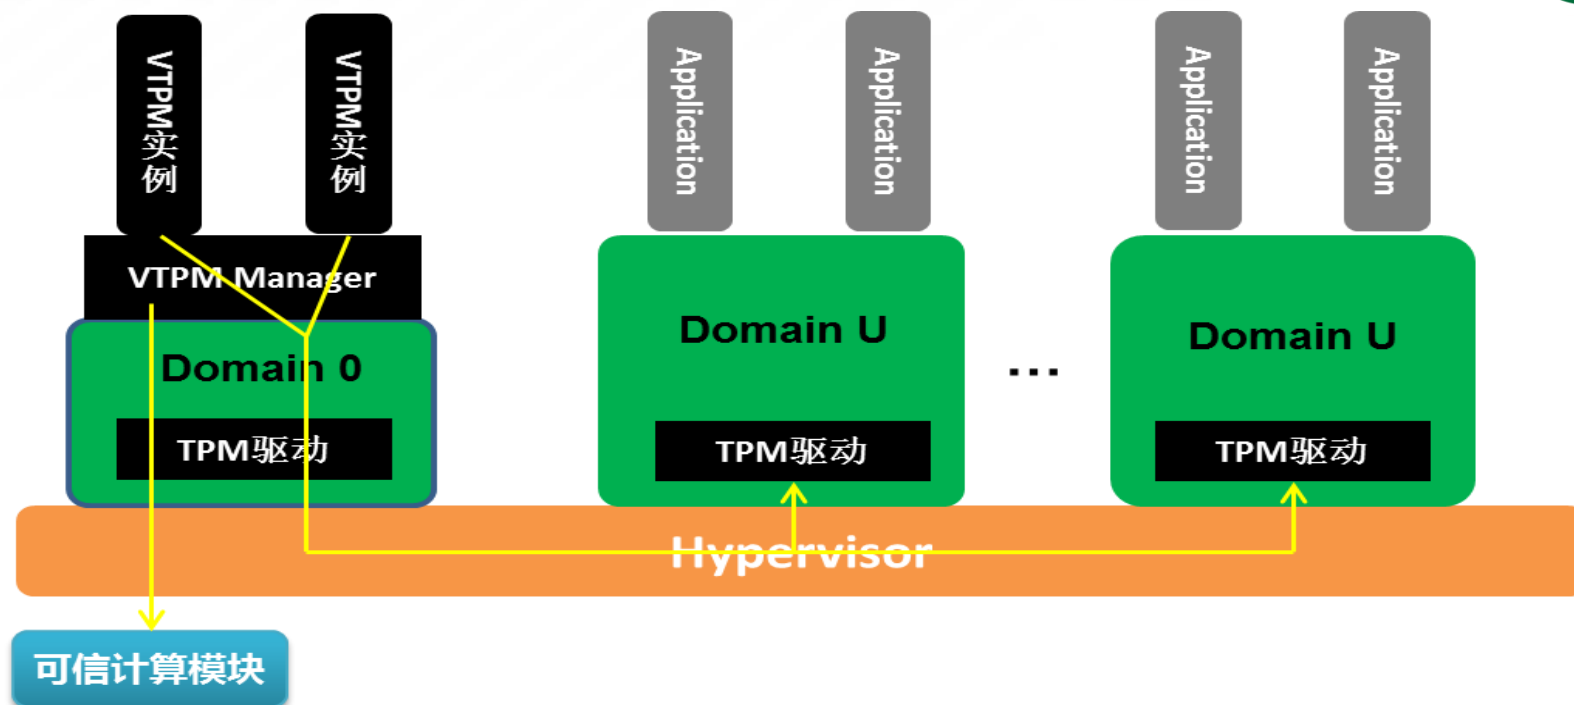 VTPM实例
VTPM实例
Application
Application
Application
Application
VTPM Manager
Domain 0
Domain U
...
Domain U
TPM驱动
TPM驱动
TPM驱动
Hypervisor
可信计算模块